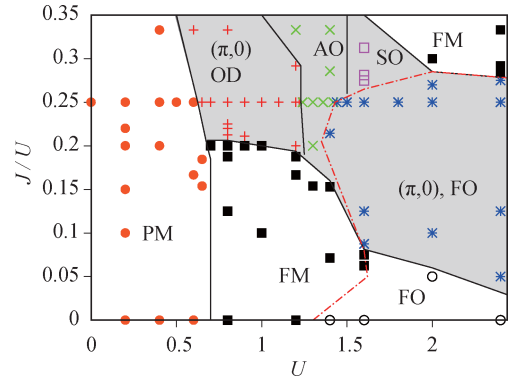 0.35
0.3
0.25
0.2
0.15
0.1
0.05
0
J/U
(π,0)
OD
AO
SO
FM
(π,0), FO
PM
FM
FO
0 0.5 1 1.5 2
U